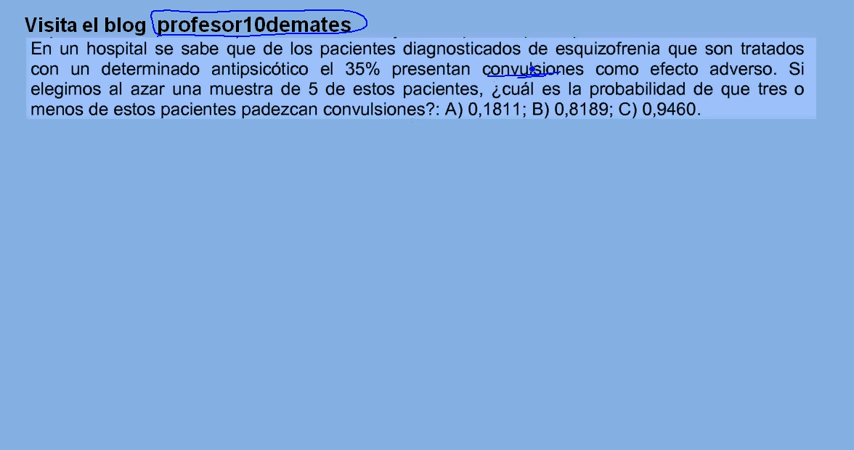 Visita el blog profesor10demates
En un hospital se sabe que de los pacientes diagnosticados de esquizofrenia que son tratados
con un determinado antipsicótico el 35% presentan convulsiones como efecto adverso. Si
elegimos al azar una muestra de 5 de estos pacientes, ¿cuál es la probabilidad de que tres o
menos de estos pacientes padezcan convulsiones?: A) 0,1811; B) 0,8189; C) 0,9460.